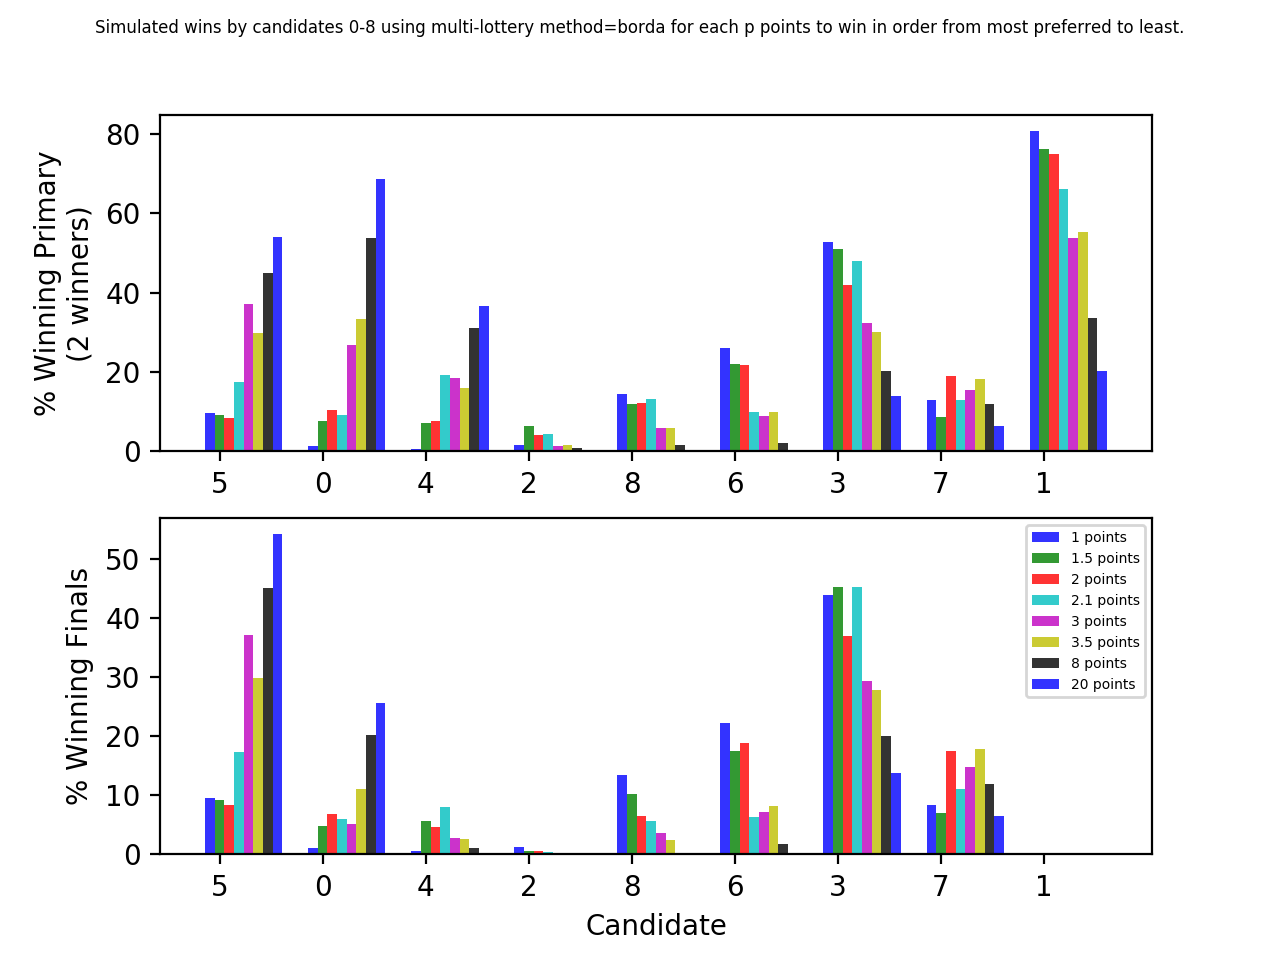 Simulated wins by candidates 0-8 using multi-lottery method=borda for each p points to win in order from most preferred to least.
% Winning Primary
(2 winners)
80
60
40
20
0
5 0 4 2 8 6 3 7 1
% Winning Finals
50
40
30
20
10
0
1 points
1.5 points
2 points
2.1 points
3 points
3.5 points
8 points
20 points
5 0 4 2 8 6 3 7 1
Candidate